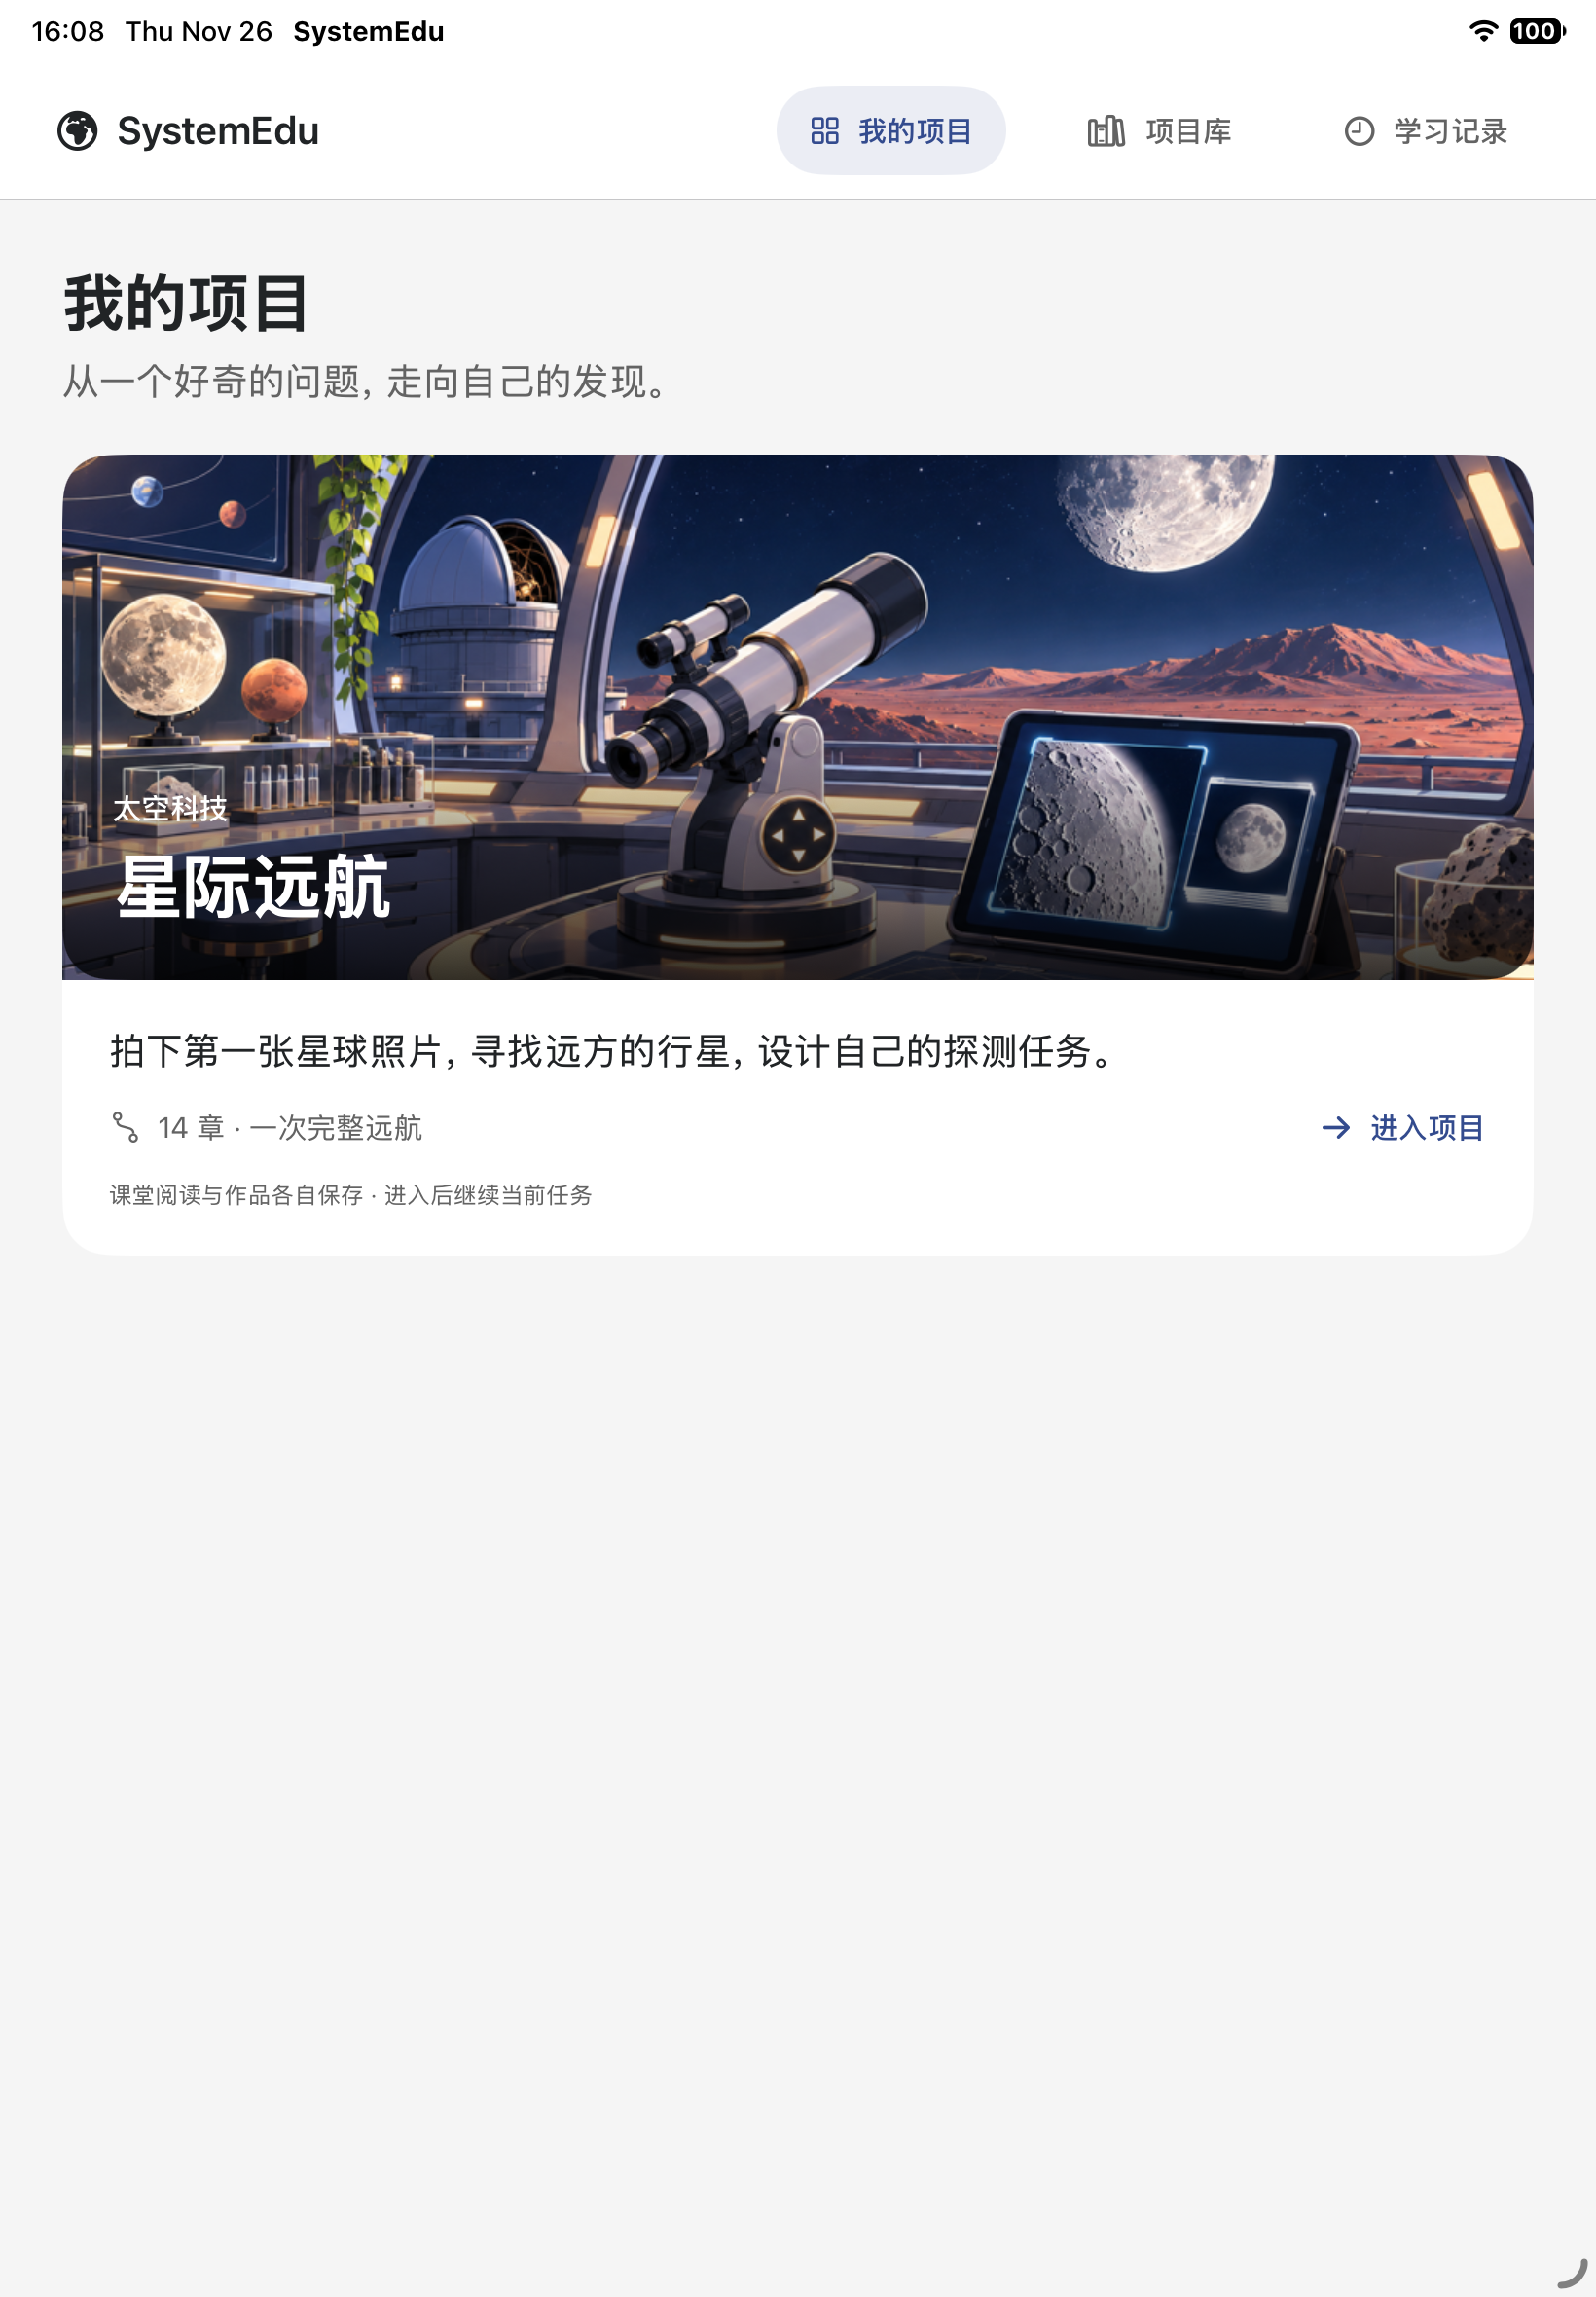 16:08 Thu Nov 26 SystemEdu 100
SystemEdu 我的项目 项目库 学习记录
我的项目
从一个好奇的问题，走向自己的发现。
太空科技
星际远航
拍下第一张星球照片，寻找远方的行星，设计自己的探测任务。
14 章 · 一次完整远航 进入项目
课堂阅读与作品各自保存 · 进入后继续当前任务